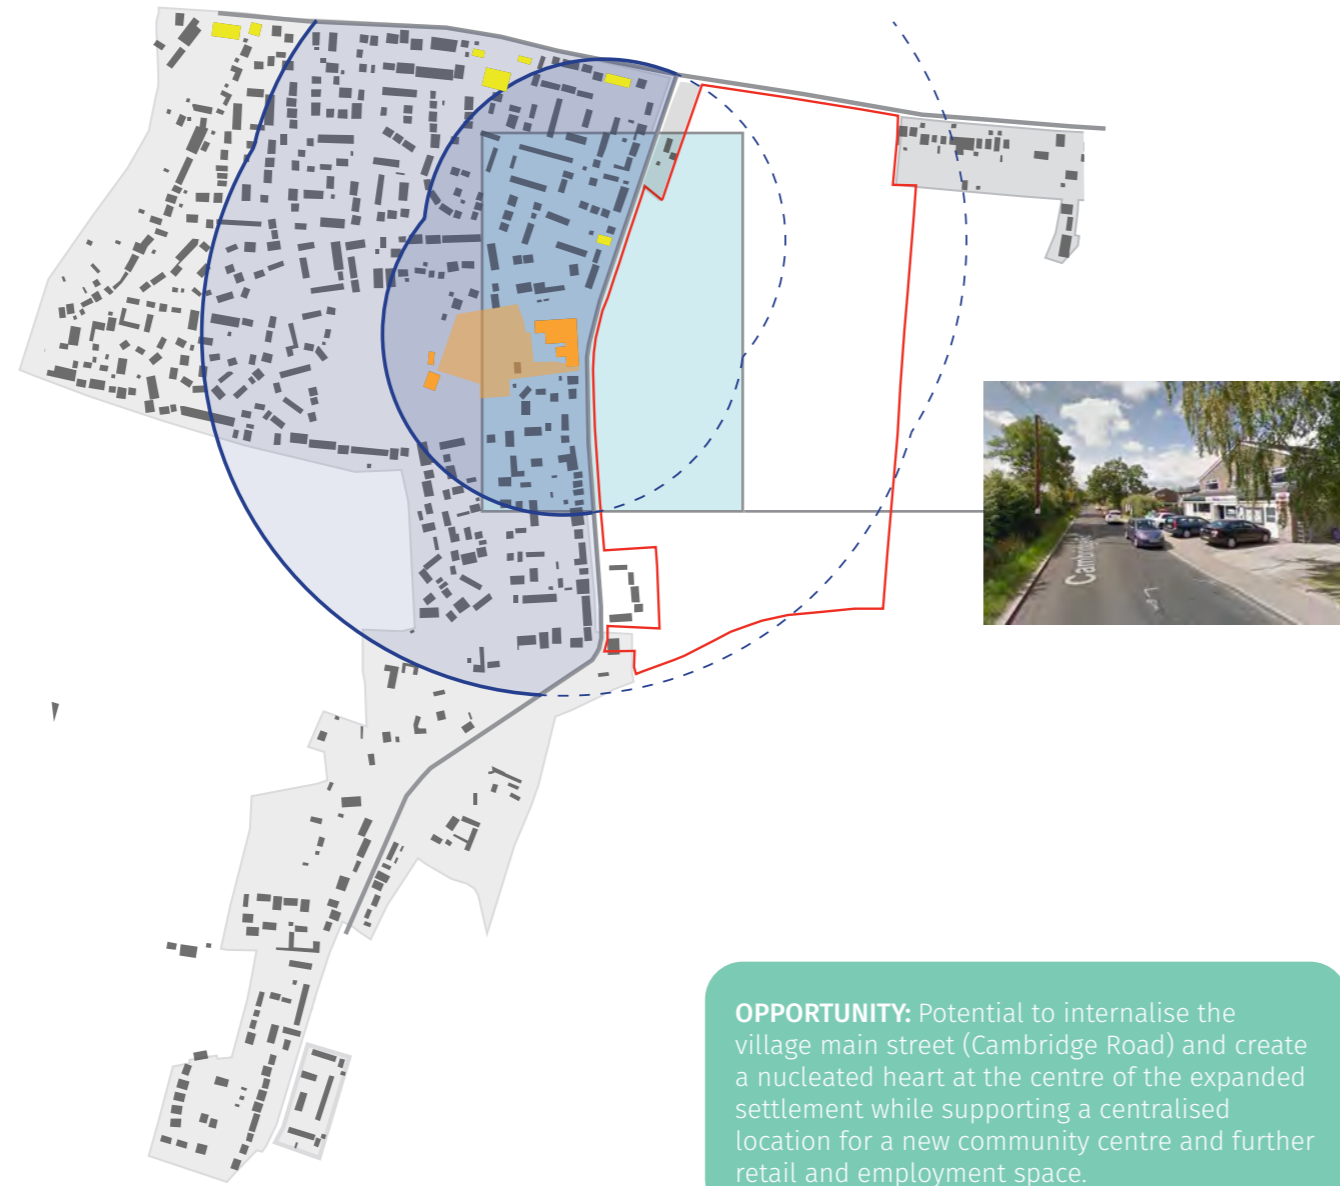 Cambridge
OPPORTUNITY: Potential to internalise the
village main street (Cambridge Road) and create
a nucleated heart at the centre of the expanded
settlement while supporting a centralised
location for a new community centre and further
retail and employment space.